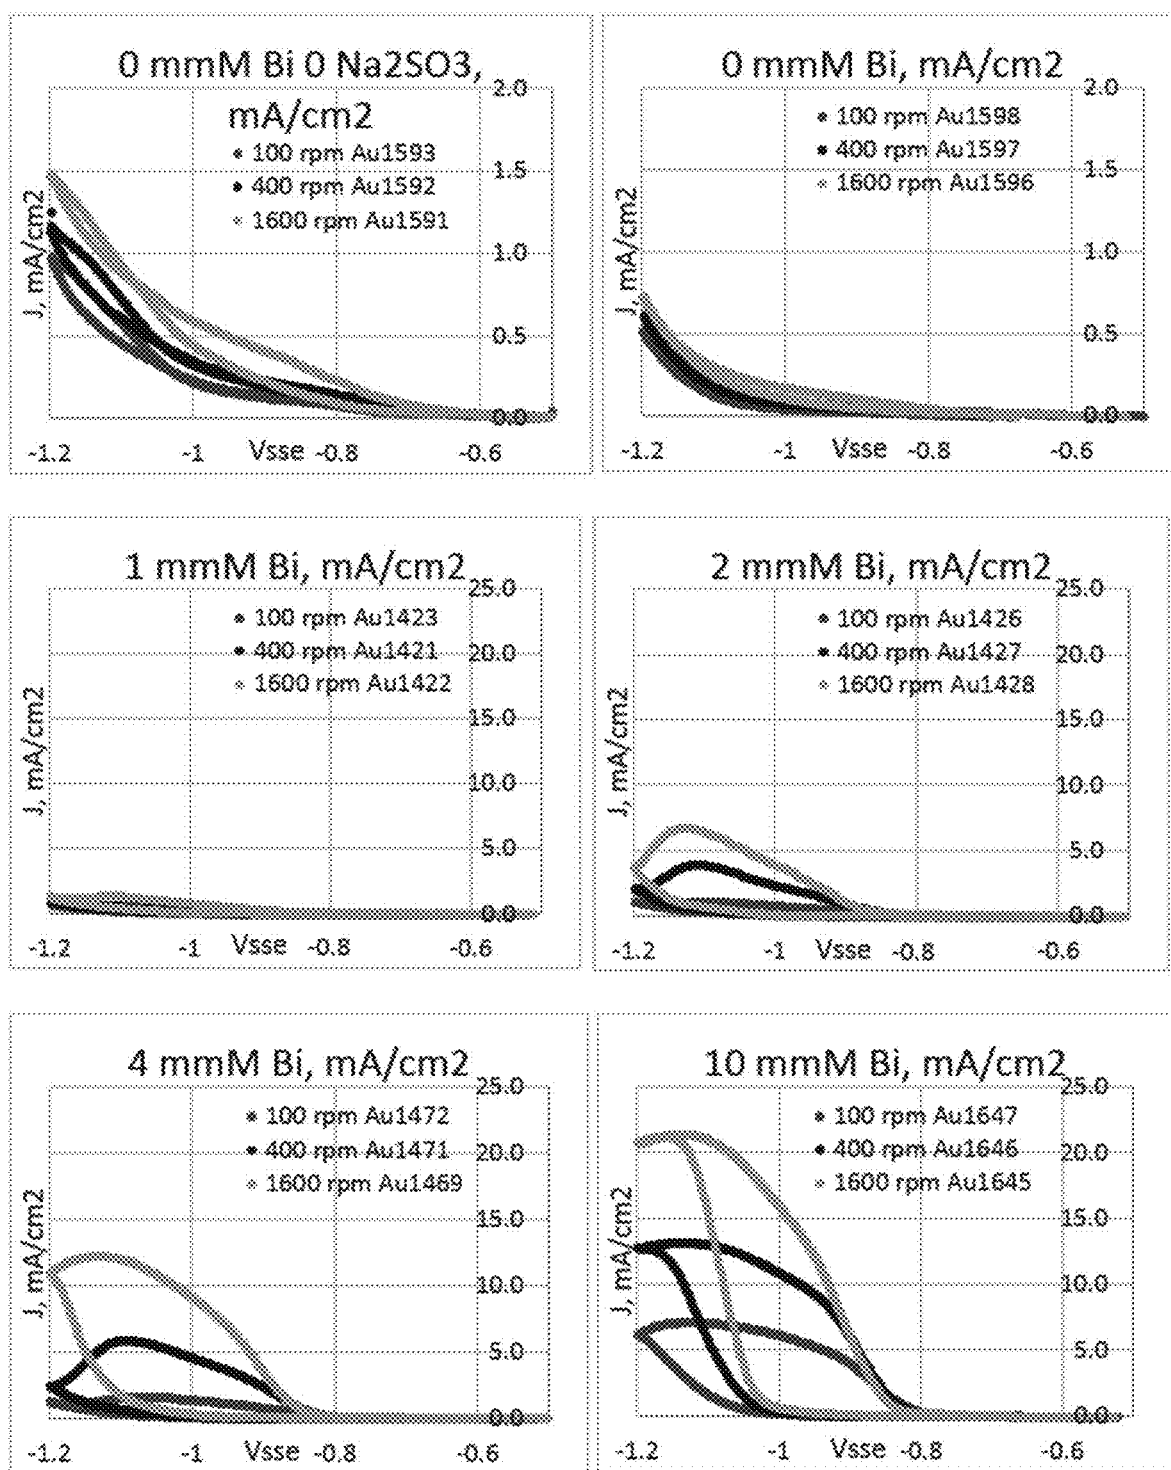 0 mmM Bi 0 Na2SO3,
mA/cm2
2.0
• 100 rpm Au1593
• 400 rpm Au1592
• 1600 rpm Au1591
1.5
1.0
0.5
0.0
J, mA/cm2
-1.2 -1 Vsse -0.8 -0.6
0 mmM Bi, mA/cm2
2.0
• 100 rpm Au1598
• 400 rpm Au1597
• 1600 rpm Au1596
1.5
1.0
0.5
0.0
J, mA/cm2
-1.2 -1 Vsse -0.8 -0.6
1 mmM Bi, mA/cm2
25.0
• 100 rpm Au1423
• 400 rpm Au1421
• 1600 rpm Au1422
20.0
15.0
10.0
5.0
0.0
J, mA/cm2
-1.2 -1 Vsse -0.8 -0.6
2 mmM Bi, mA/cm2
25.0
• 100 rpm Au1426
• 400 rpm Au1427
• 1600 rpm Au1428
20.0
15.0
10.0
5.0
0.0
J, mA/cm2
-1.2 -1 Vsse -0.8 -0.6
4 mmM Bi, mA/cm2
25.0
• 100 rpm Au1472
• 400 rpm Au1471
• 1600 rpm Au1469
20.0
15.0
10.0
5.0
0.0
J, mA/cm2
-1.2 -1 Vsse -0.8 -0.6
10 mmM Bi, mA/cm2
25.0
• 100 rpm Au1647
• 400 rpm Au1646
• 1600 rpm Au1645
20.0
15.0
10.0
5.0
0.0
J, mA/cm2
-1.2 -1 Vsse -0.8 -0.6